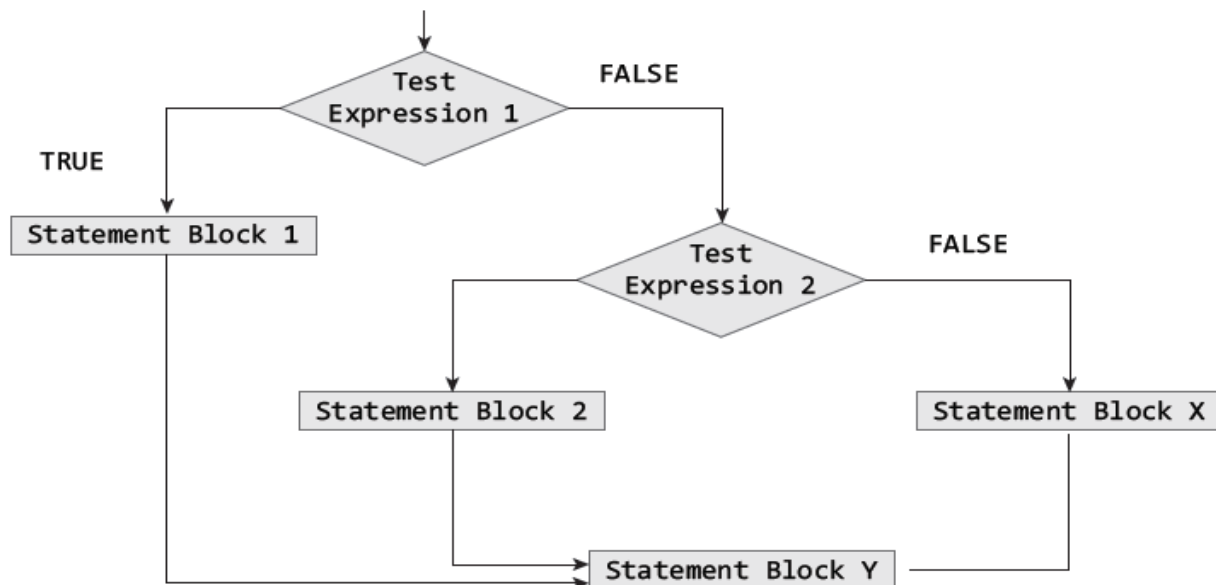 Test
Expression 1
FALSE
TRUE
Statement Block 1
Test
Expression 2
FALSE
Statement Block 2
Statement Block X
Statement Block Y